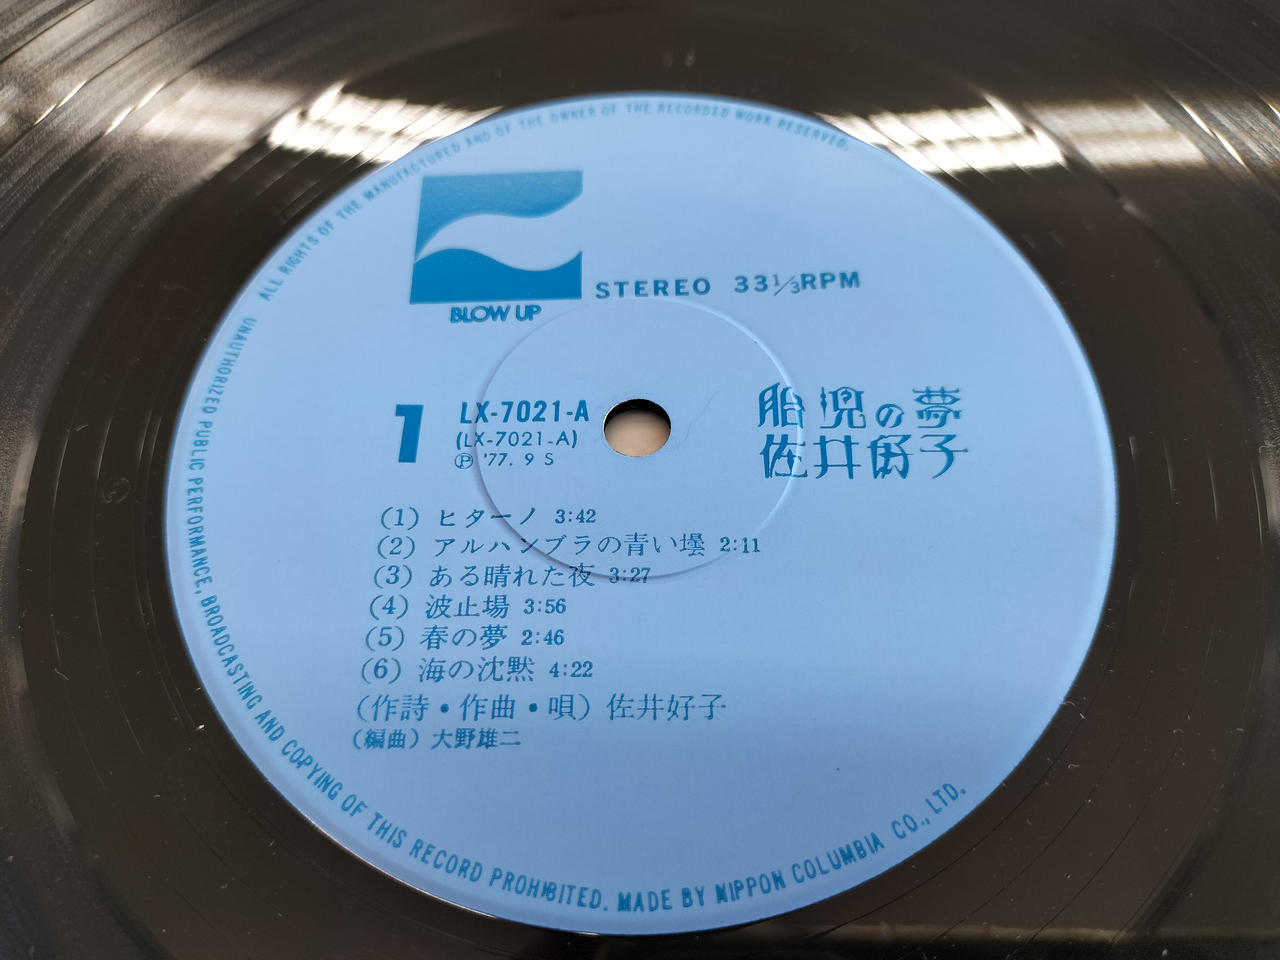 ALL RIGHTS OF THE MANUFACTURED AND OF THE OWNER OF THE RECORDED WORK RESERVED.
BLOW UP
STEREO 33⅓RPM
1
LX-7021-A
(LX-7021-A)
Ⓟ '77. 9 S
胎児の夢
佐井好子
(1) ヒターノ 3:42
(2) アルハンブラの青い壜 2:11
(3) ある晴れた夜 3:27
(4) 波止場 3:56
(5) 春の夢 2:46
(6) 海の沈黙 4:22
(作詩・作曲・唄) 佐井好子
(編曲) 大野雄二
UNAUTHORIZED PUBLIC PERFORMANCE, BROADCASTING AND COPYING OF THIS RECORD PROHIBITED. MADE BY NIPPON COLUMBIA CO., LTD.